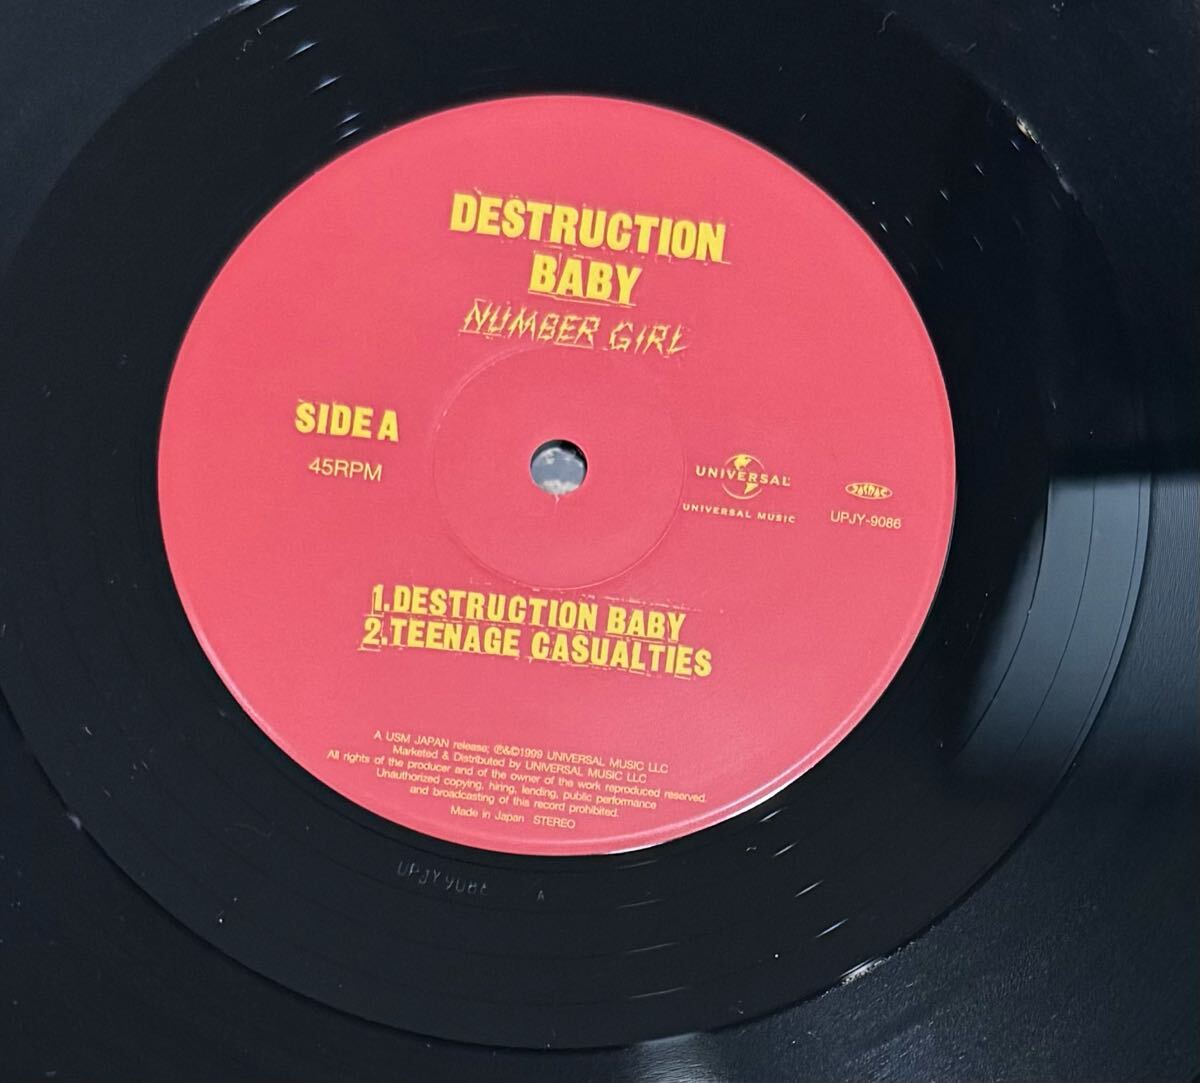 DESTRUCTION
BABY
NUMBER GIRL
SIDE A
45RPM
UNIVERSAL
UNIVERSAL MUSIC
JASRAC
UPJY-9086
1.DESTRUCTION BABY
2.TEENAGE CASUALTIES
A USM JAPAN release; ℗&©1999 UNIVERSAL MUSIC LLC
Marketed & Distributed by UNIVERSAL MUSIC LLC
All rights of the producer and of the owner of the work reproduced reserved.
Unauthorized copying, hiring, lending, public performance
and broadcasting of this record prohibited.
Made in Japan STEREO
UPJY9086 A